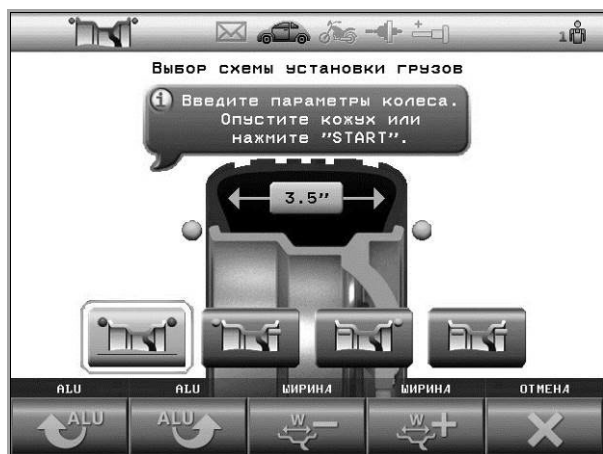 1
Выбор схемы установки грузов
i Введите параметры колеса.
Опустите кожух или
нажмите "START".
3.5"
ALU ALU ШИРИНА ШИРИНА ОТМЕНА
ALU ALU W W